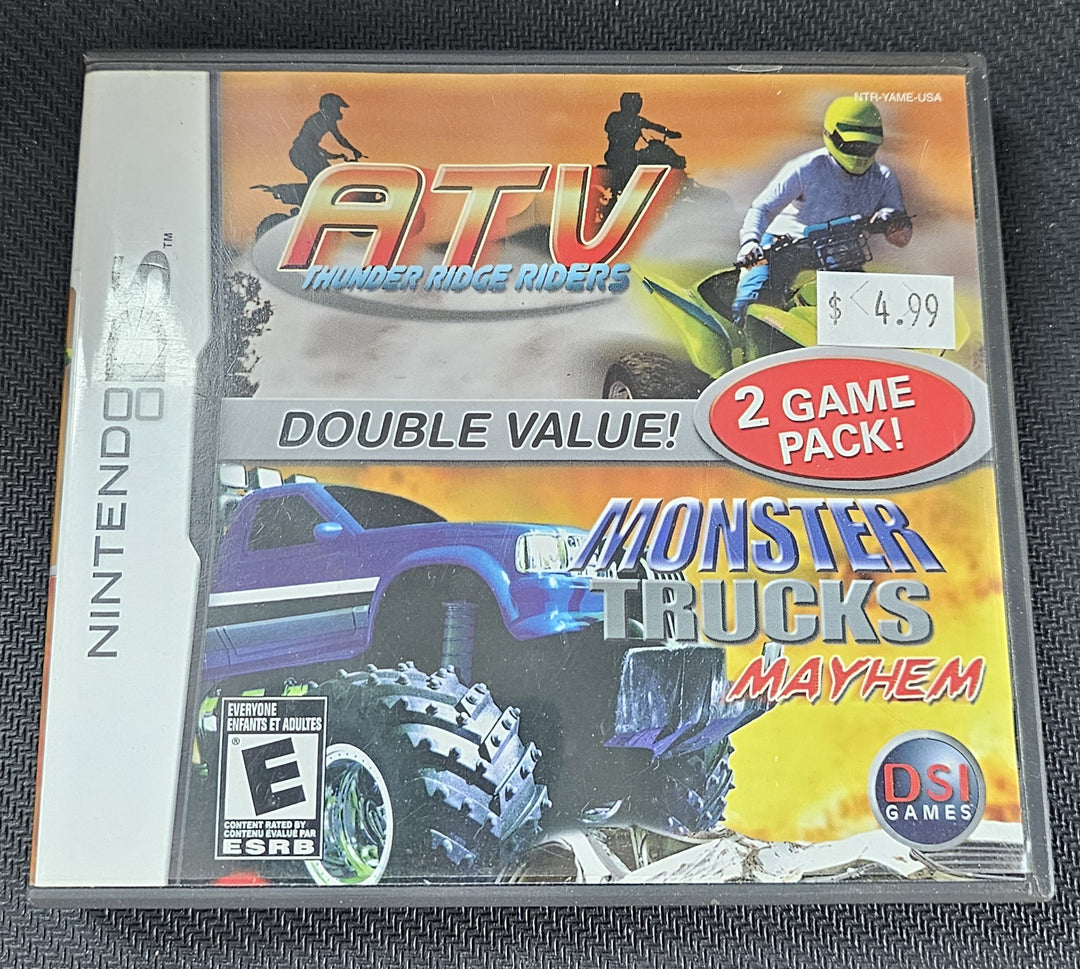 NTR-YAME-USA
ATV
THUNDER RIDGE RIDERS
$ 4.99
DOUBLE VALUE!
2 GAME
PACK!
MONSTER
TRUCKS
MAYHEM
NINTENDO DS™
EVERYONE
ENFANTS ET ADULTES
E®
CONTENT RATED BY
CONTENU ÉVALUÉ PAR
ESRB
DSI
GAMES